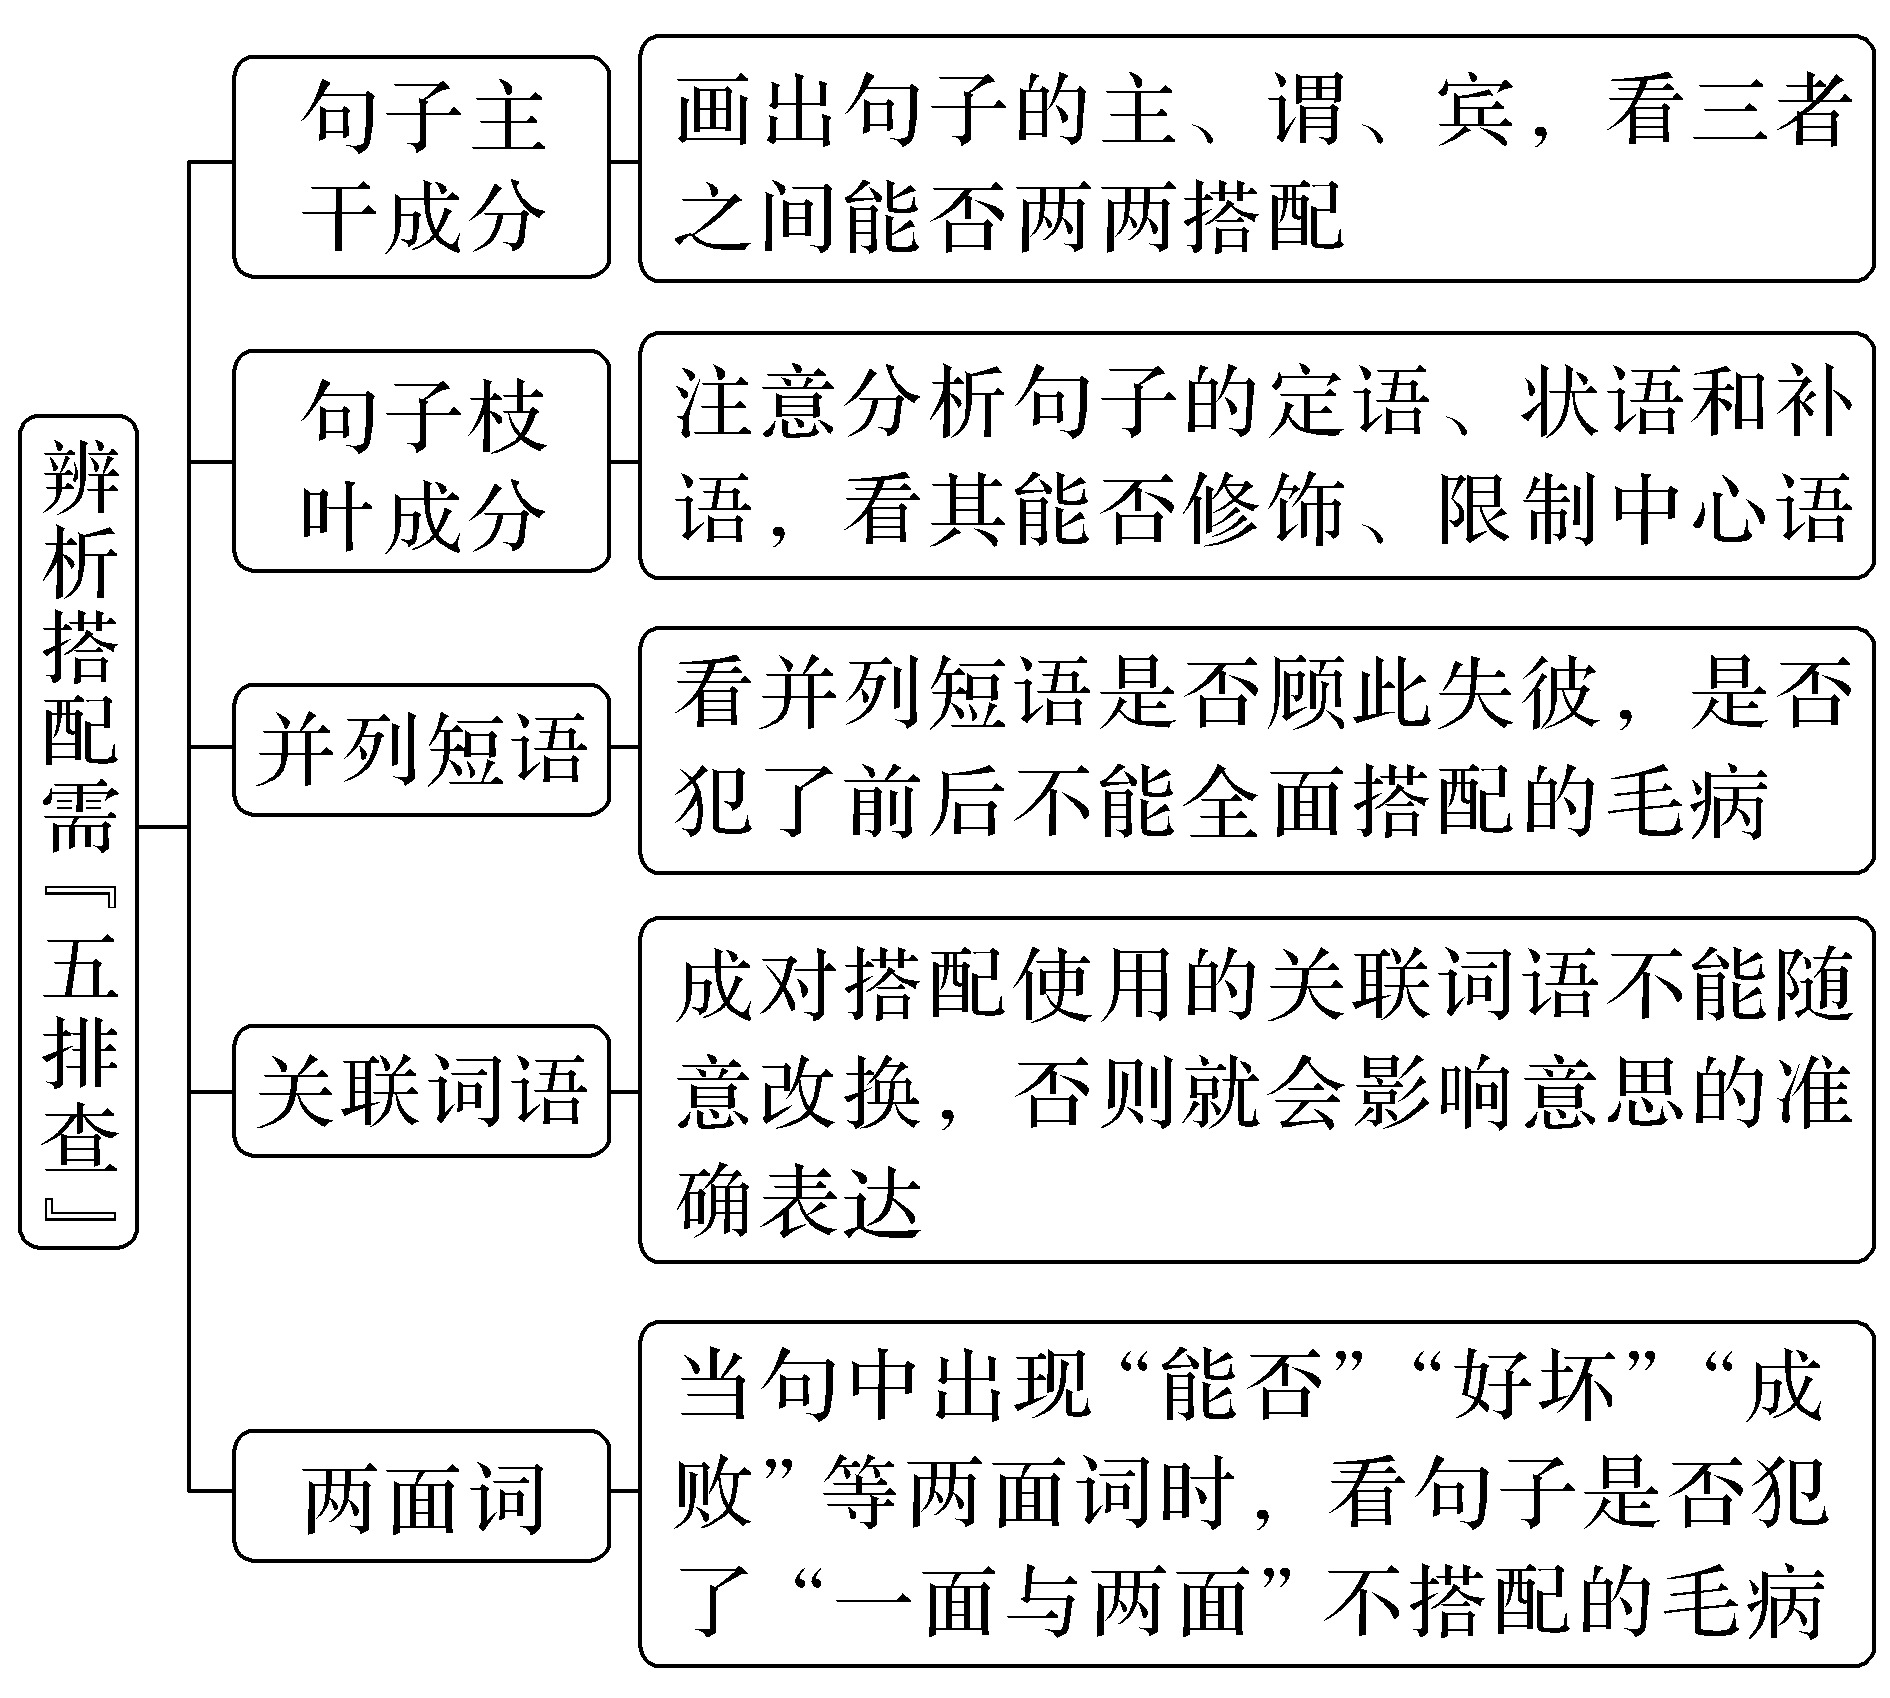 辨析搭配需『五排查』
句子主
干成分
画出句子的主、谓、宾，看三者
之间能否两两搭配
句子枝
叶成分
注意分析句子的定语、状语和补
语，看其能否修饰、限制中心语
并列短语
看并列短语是否顾此失彼，是否
犯了前后不能全面搭配的毛病
关联词语
成对搭配使用的关联词语不能随
意改换，否则就会影响意思的准
确表达
两面词
当句中出现“能否”“好坏”“成
败”等两面词时，看句子是否犯
了“一面与两面”不搭配的毛病